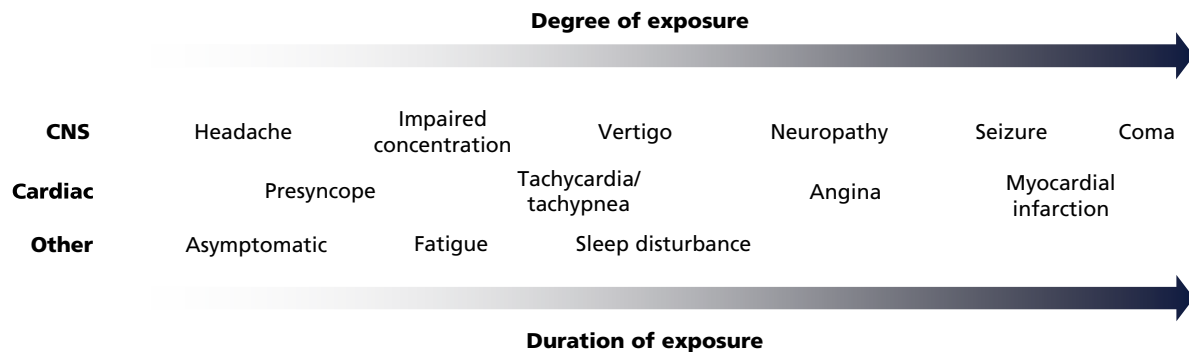 Degree of exposure
CNS Headache Impaired concentration Vertigo Neuropathy Seizure Coma
Cardiac Presyncope Tachycardia/ tachypnea Angina Myocardial infarction
Other Asymptomatic Fatigue Sleep disturbance
Duration of exposure